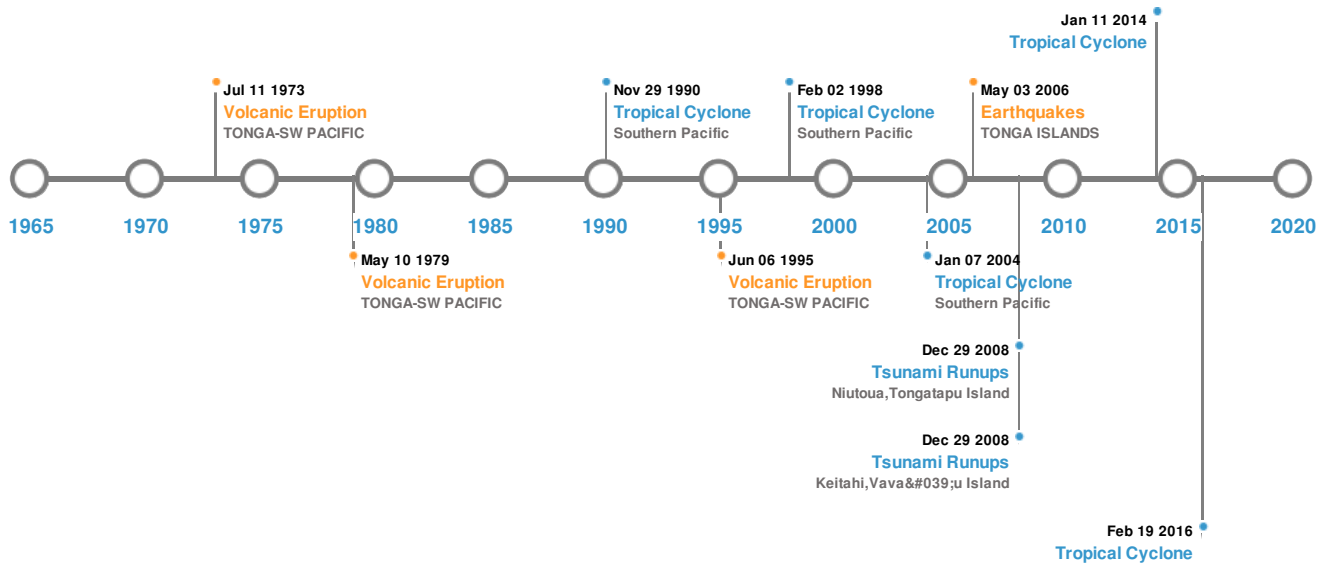 Jan 11 2014
Tropical Cyclone
Jul 11 1973
Volcanic Eruption
TONGA-SW PACIFIC
Nov 29 1990
Tropical Cyclone
Southern Pacific
Feb 02 1998
Tropical Cyclone
Southern Pacific
May 03 2006
Earthquakes
TONGA ISLANDS
1965 1970 1975 1980 1985 1990 1995 2000 2005 2010 2015 2020
May 10 1979
Volcanic Eruption
TONGA-SW PACIFIC
Jun 06 1995
Volcanic Eruption
TONGA-SW PACIFIC
Jan 07 2004
Tropical Cyclone
Southern Pacific
Dec 29 2008
Tsunami Runups
Niutoua,Tongatapu Island
Dec 29 2008
Tsunami Runups
Keitahi,Vava&#039;u Island
Feb 19 2016
Tropical Cyclone